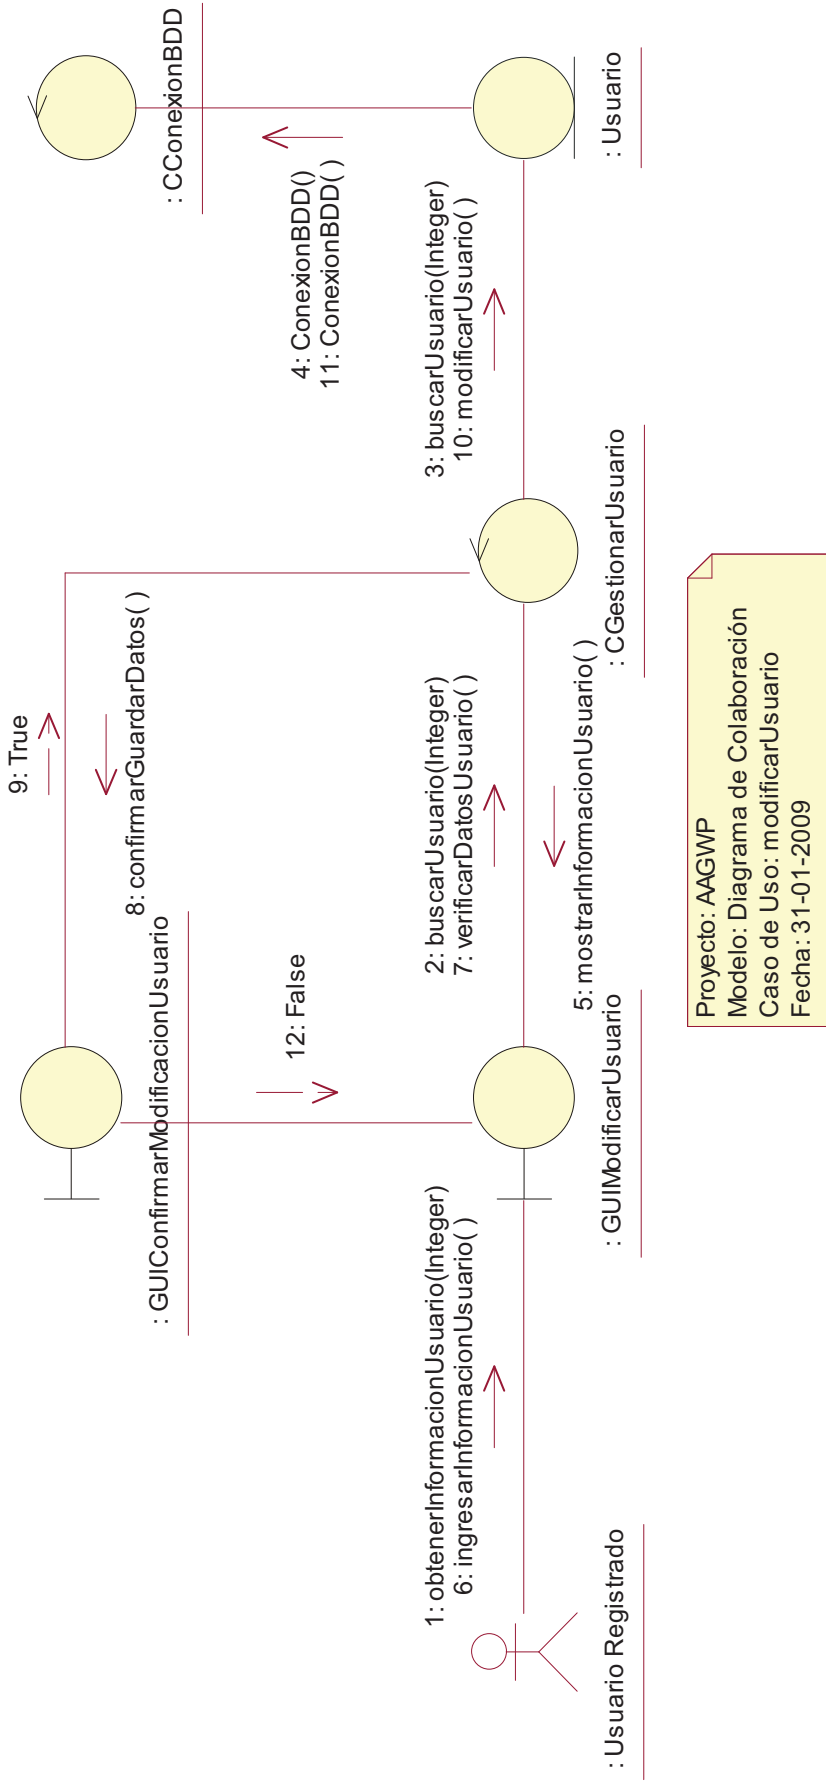 9: True
8: confirmarGuardarDatos( )
: GUIConfirmarModificacionUsuario
: CConexionBDD
12: False
4: ConexionBDD()
11: ConexionBDD( )
1: obtenerInformacionUsuario(Integer)
6: ingresarInformacionUsuario( )
2: buscarUsuario(Integer)
7: verificarDatosUsuario( )
3: buscarUsuario(Integer)
10: modificarUsuario( )
5: mostrarInformacionUsuario( )
: Usuario Registrado
: GUIModificarUsuario
: CGestionarUsuario
: Usuario
Proyecto: AAGWP
Modelo: Diagrama de Colaboración
Caso de Uso: modificarUsuario
Fecha: 31-01-2009